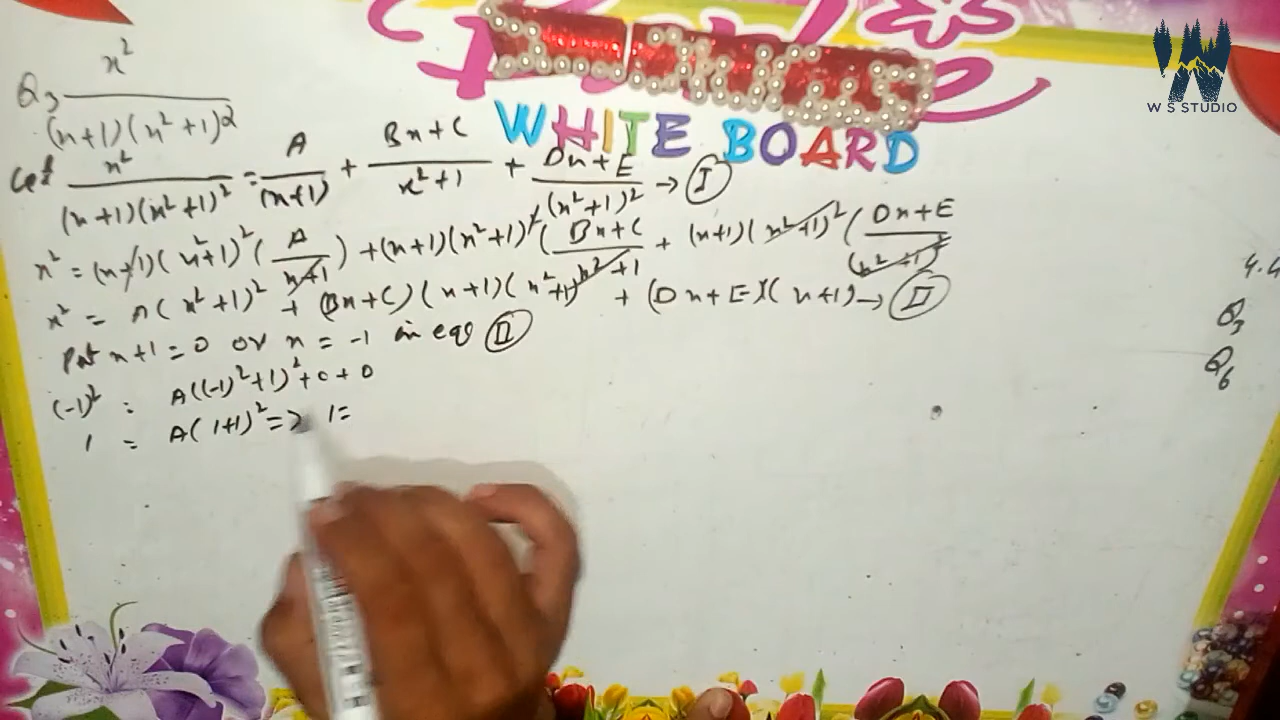 W S STUDIO
WHITE BOARD
Q3 x² / (x+1)(x²+1)²
Let x² / (x+1)(x²+1)² = A / (x+1) + Bx+C / x²+1 + Dx+E / (x²+1)² → Ⅰ
x² = (x+1)(x²+1)² ( A / x+1 ) + (x+1)(x²+1)² ( Bx+C / x²+1 + (x+1)(x²+1)² ( Dx+E / (x²+1)²
x² = A(x²+1)² + (Bx+C)(x+1)(x²+1) + (Dx+E)(x+1) → Ⅱ
Put x+1=0 or x=-1 in eq Ⅱ
(-1)² = A((-1)²+1)²+0+0
1 = A(1+1)² => 1=
4.4
Q3
Q6